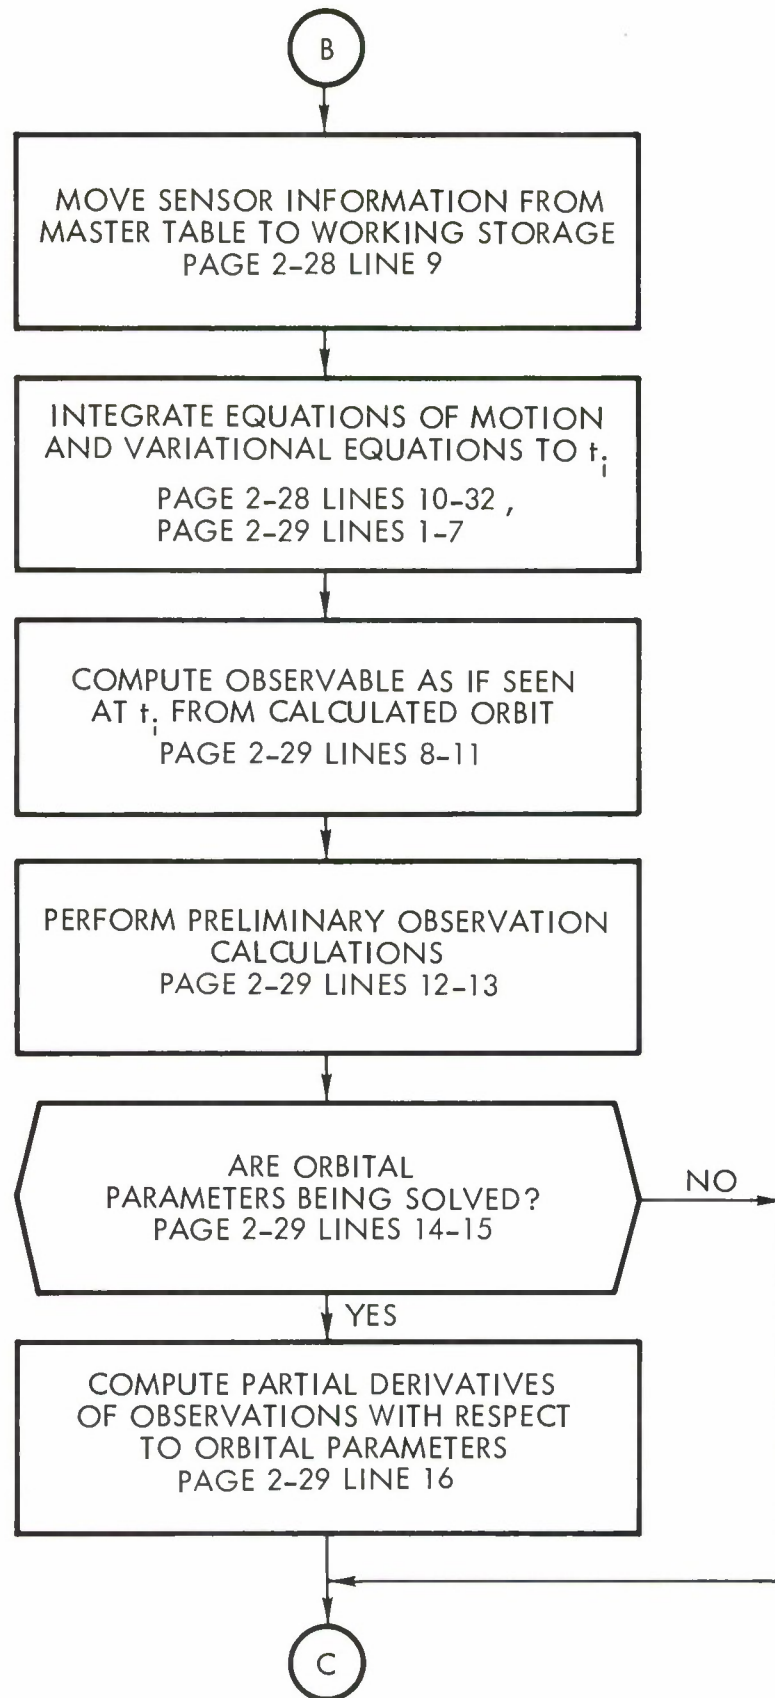 B
MOVE SENSOR INFORMATION FROM
MASTER TABLE TO WORKING STORAGE
PAGE 2-28 LINE 9
INTEGRATE EQUATIONS OF MOTION
AND VARIATIONAL EQUATIONS TO tᵢ
PAGE 2-28 LINES 10-32 ,
PAGE 2-29 LINES 1-7
COMPUTE OBSERVABLE AS IF SEEN
AT tᵢ FROM CALCULATED ORBIT
PAGE 2-29 LINES 8-11
PERFORM PRELIMINARY OBSERVATION
CALCULATIONS
PAGE 2-29 LINES 12-13
ARE ORBITAL
PARAMETERS BEING SOLVED?
PAGE 2-29 LINES 14-15
NO
YES
COMPUTE PARTIAL DERIVATIVES
OF OBSERVATIONS WITH RESPECT
TO ORBITAL PARAMETERS
PAGE 2-29 LINE 16
C